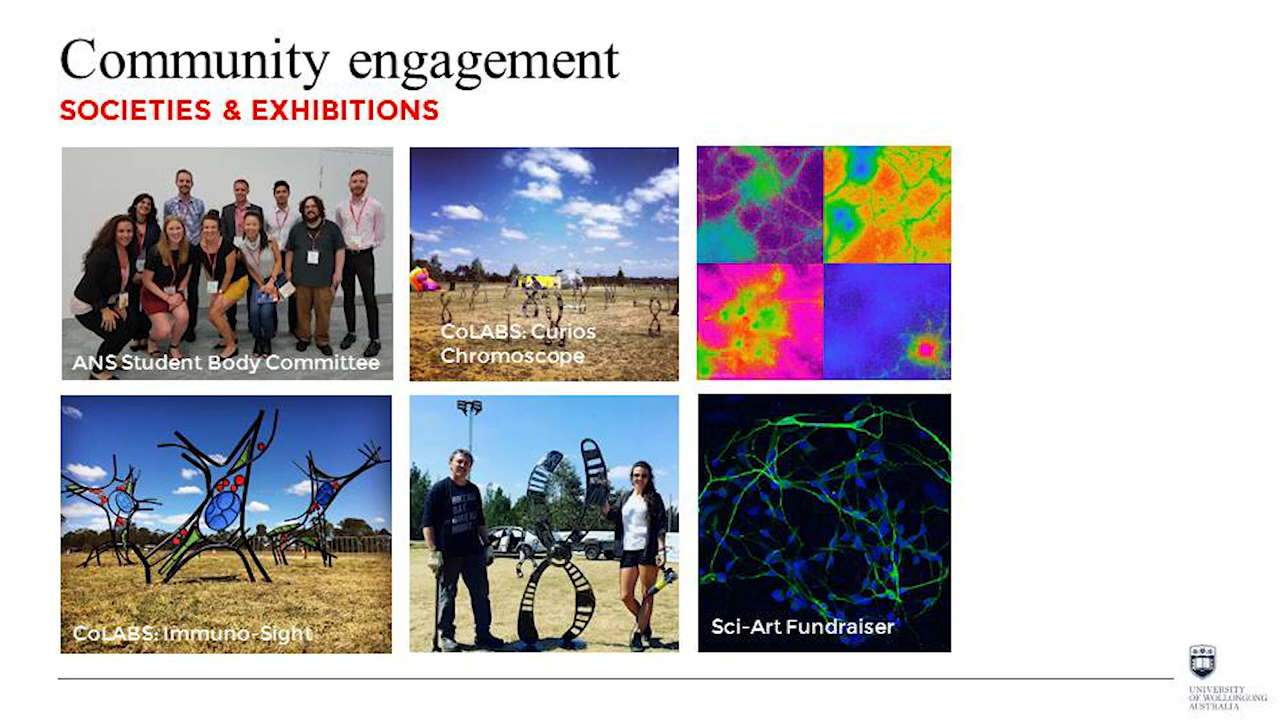 Community engagement
SOCIETIES & EXHIBITIONS
ANS Student Body Committee
CoLABS: Curios
Chromoscope
CoLABS: Immuno-Sight
Sci-Art Fundraiser
UNIVERSITY
OF WOLLONGONG
AUSTRALIA